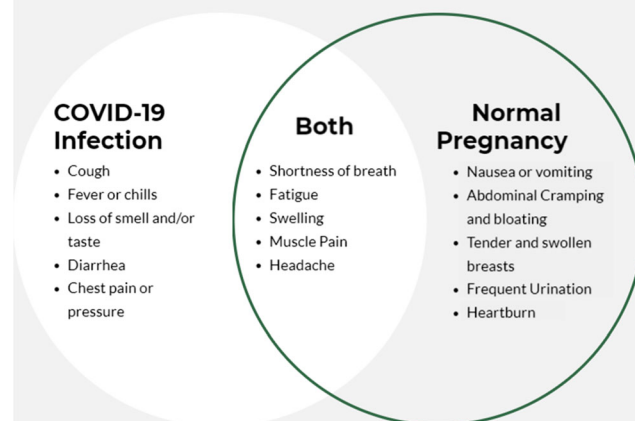 COVID-19
Infection
• Cough
• Fever or chills
• Loss of smell and/or
taste
• Diarrhea
• Chest pain or
pressure
Both
• Shortness of breath
• Fatigue
• Swelling
• Muscle Pain
• Headache
Normal
Pregnancy
• Nausea or vomiting
• Abdominal Cramping
and bloating
• Tender and swollen
breasts
• Frequent Urination
• Heartburn